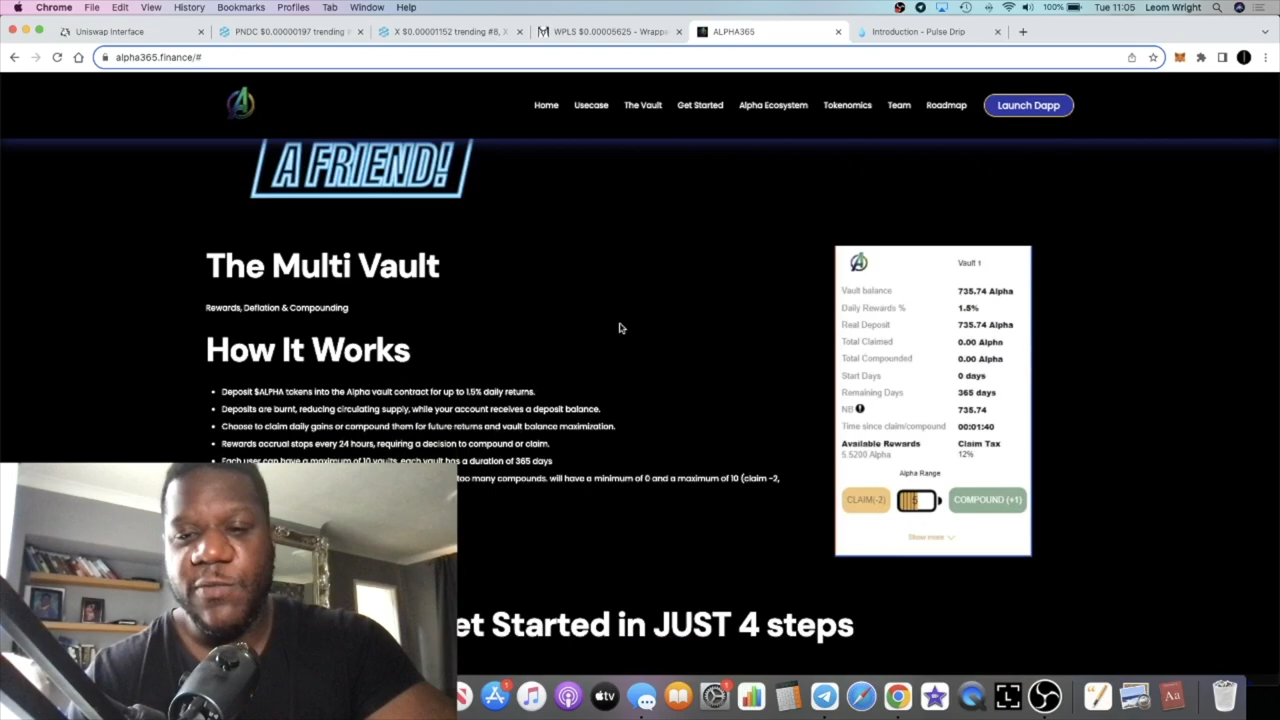 Chrome File Edit View History Bookmarks Profiles Tab Window Help 100% Tue 11:05 Leom Wright
Uniswap Interface PNDC $0.00000197 trending X $0.00001152 trending #8, X WPLS $0.00005625 - Wrappe ALPHA365 Introduction - Pulse Drip
alpha365.finance/#
Home Usecase The Vault Get Started Alpha Ecosystem Tokenomics Team Roadmap Launch Dapp
A FRIEND!
The Multi Vault
Rewards, Deflation & Compounding
How It Works
Deposit $ALPHA tokens into the Alpha vault contract for up to 1.5% daily returns.
Deposits are burnt, reducing circulating supply, while your account receives a deposit balance.
Choose to claim daily gains or compound them for future returns and vault balance maximization.
Rewards accrual stops every 24 hours, requiring a decision to compound or claim.
Each user can have a maximum of 10 vaults, each vault has a duration of 365 days
too many compounds. will have a minimum of 0 and a maximum of 10 (claim -2,
Vault 1
Vault balance 735.74 Alpha
Daily Rewards % 1.5%
Real Deposit 735.74 Alpha
Total Claimed 0.00 Alpha
Total Compounded 0.00 Alpha
Start Days 0 days
Remaining Days 365 days
NB 735.74
Time since claim/compound 00:01:40
Available Rewards Claim Tax
5.5200 Alpha 12%
Alpha Range
CLAIM(-2) 5 COMPOUND (+1)
Show more
et Started in JUST 4 steps
tv
Aa